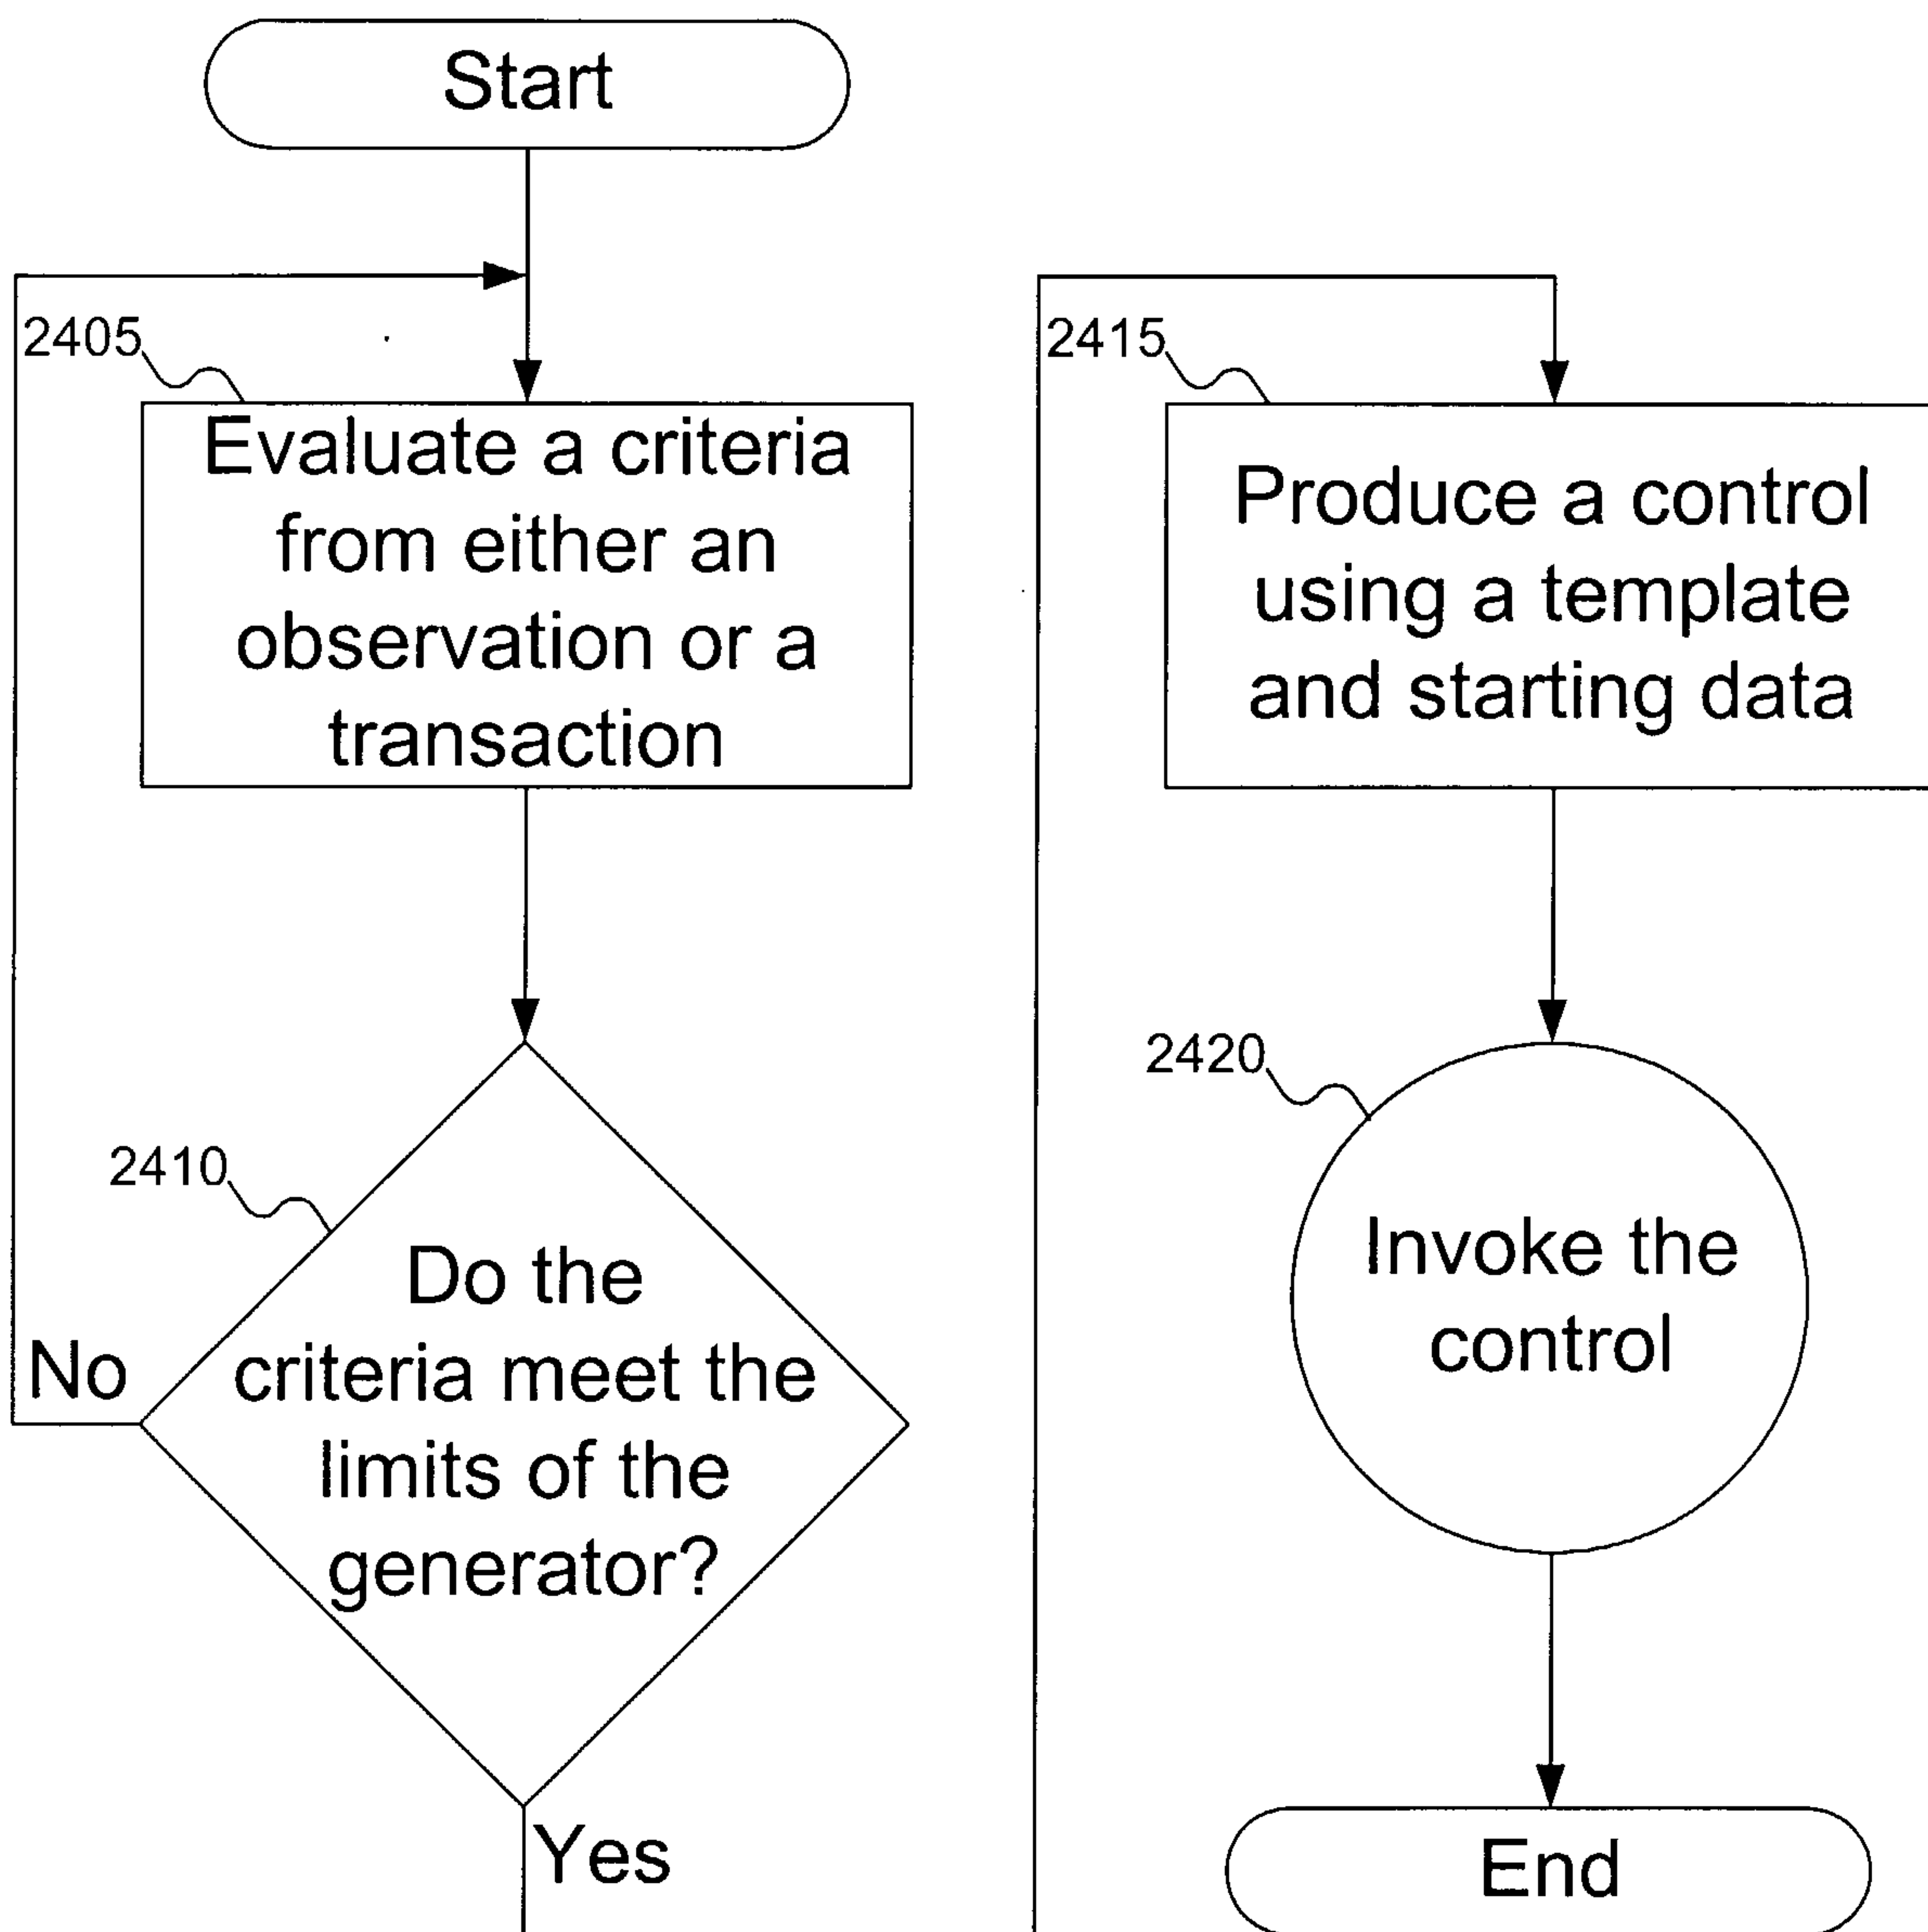 Start
2405
Evaluate a criteria
from either an
observation or a
transaction
2410
Do the
criteria meet the
limits of the
generator?
No
Yes
2415
Produce a control
using a template
and starting data
2420
Invoke the
control
End